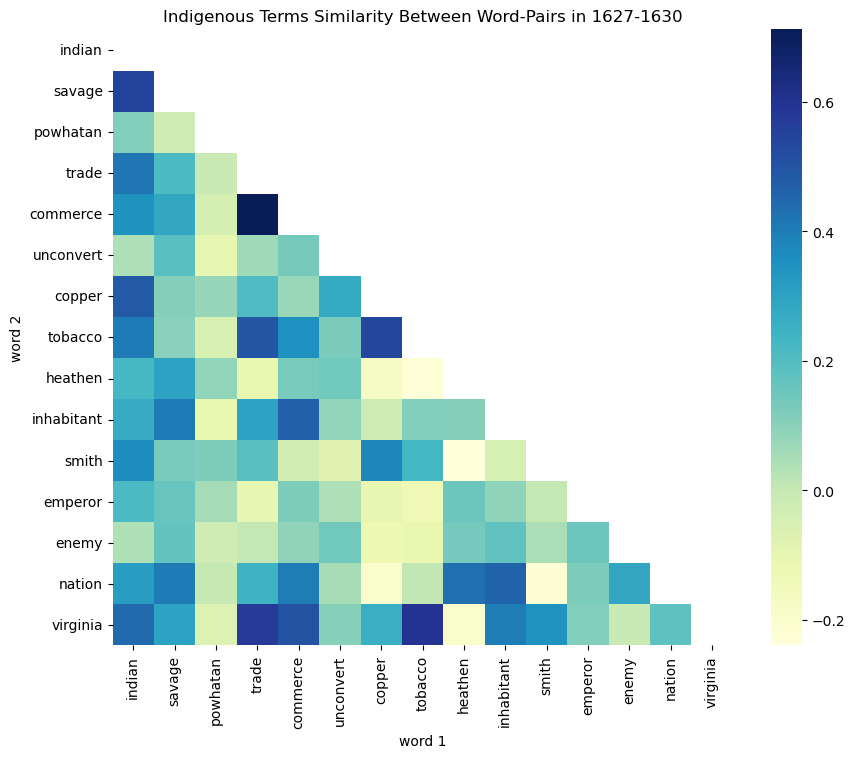 Indigenous Terms Similarity Between Word-Pairs in 1627-1630
indian
savage
powhatan
trade
commerce
unconvert
copper
tobacco
heathen
inhabitant
smith
emperor
enemy
nation
virginia
word 2
indian
savage
powhatan
trade
commerce
unconvert
copper
tobacco
heathen
inhabitant
smith
emperor
enemy
nation
virginia
word 1
0.6
0.4
0.2
0.0
−0.2